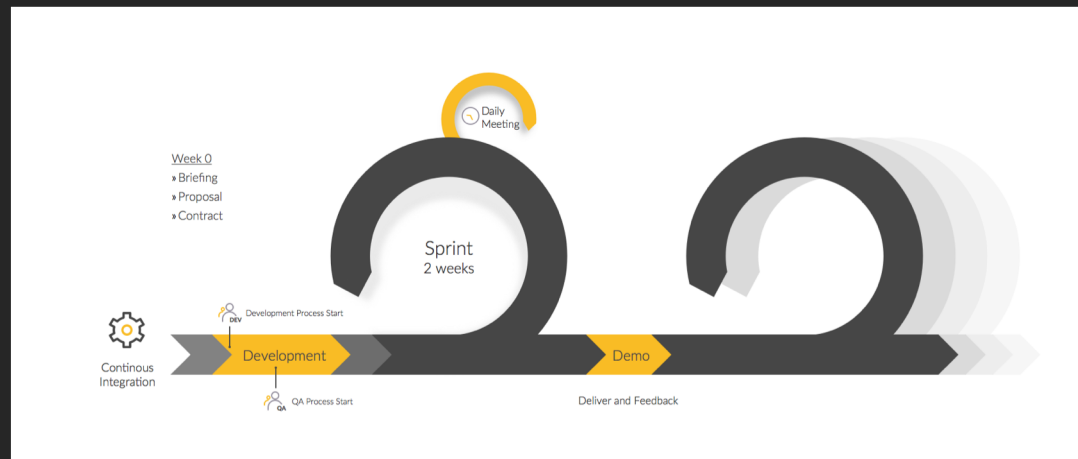 Daily
Meeting
Week 0
» Briefing
» Proposal
» Contract
Sprint
2 weeks
DEV
Development Process Start
Continous
Integration
Development
Demo
QA
QA Process Start
Deliver and Feedback